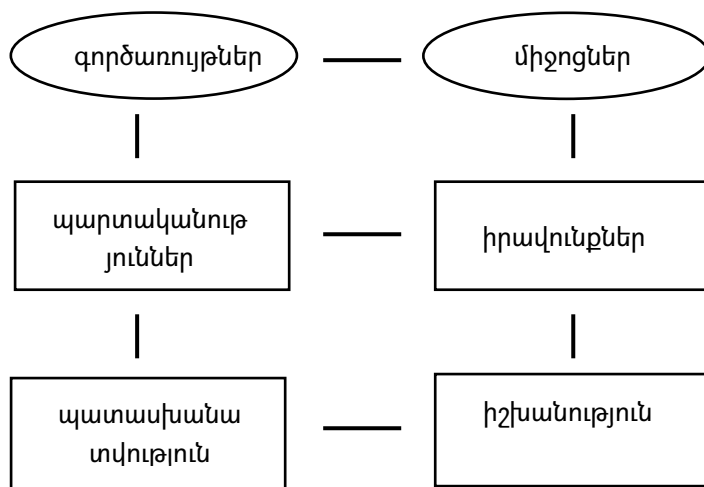 գործառույթներ
միջոցներ
պարտականութ
յուններ
իրավունքներ
պատասխանա
տվություն
իշխանություն